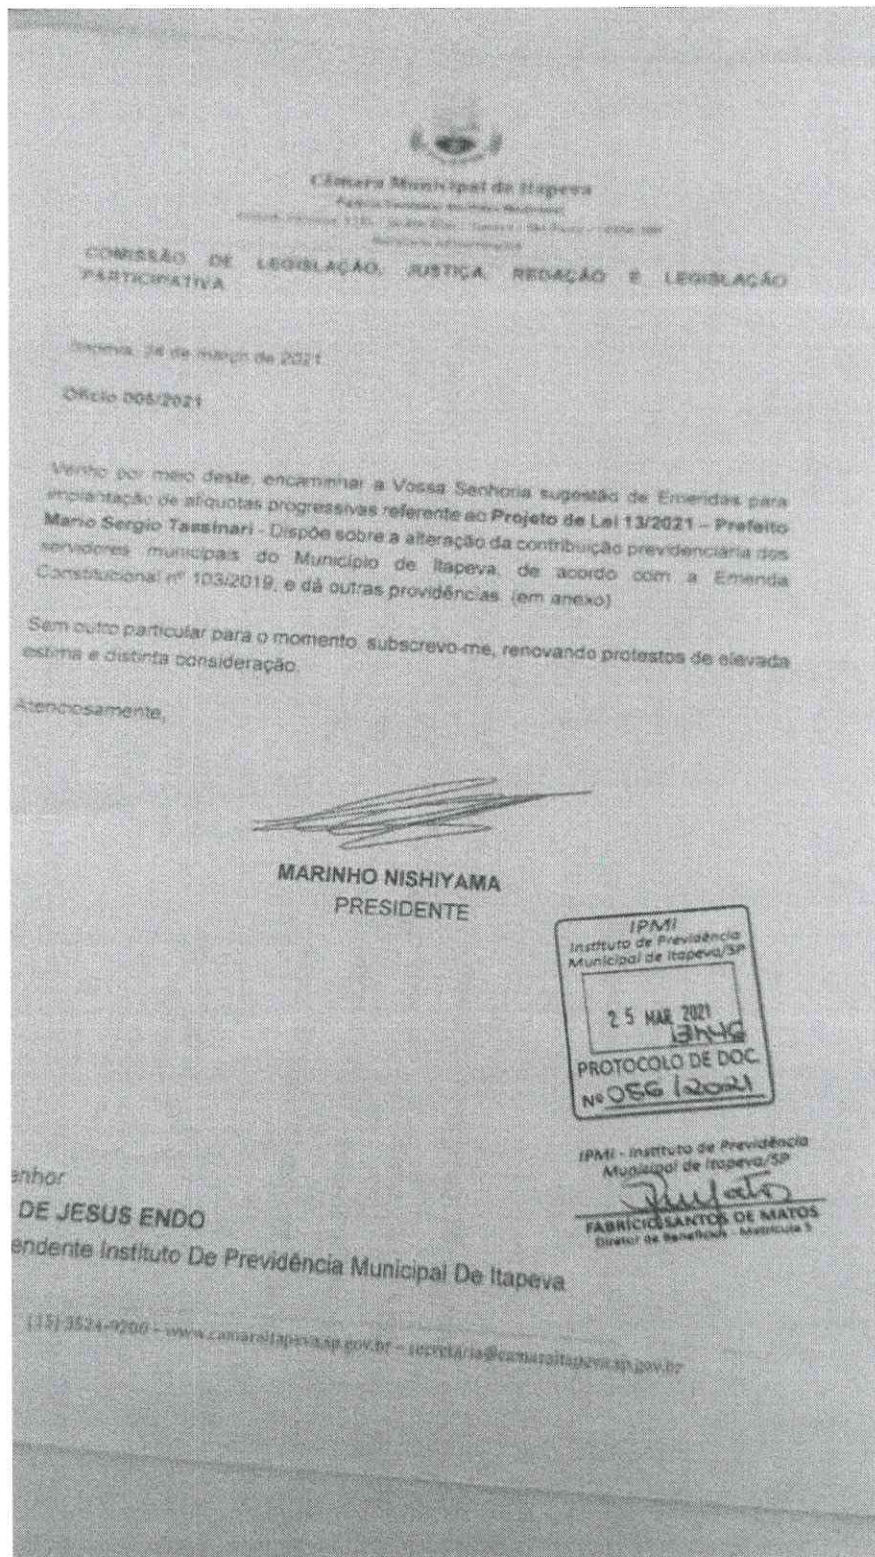 Câmara Municipal de Itapeva
COMISSÃO DE LEGISLAÇÃO, JUSTIÇA, REDAÇÃO E LEGISLAÇÃO
PARTICIPATIVA
Itapeva, 24 de março de 2021
Ofício 005/2021
Venho por meio deste, encaminhar a Vossa Senhoria sugestão de Emendas para
implantação de alíquotas progressivas referente ao Projeto de Lei 13/2021 – Prefeito
Mario Sergio Tassinari - Dispõe sobre a alteração da contribuição previdenciária dos
servidores municipais do Município de Itapeva, de acordo com a Emenda
Constitucional nº 103/2019, e dá outras providências. (em anexo)
Sem outro particular para o momento, subscrevo-me, renovando protestos de elevada
estima e distinta consideração.
Atenciosamente,
MARINHO NISHIYAMA
PRESIDENTE
IPMI
Instituto de Previdência
Municipal de Itapeva/SP
25 MAR 2021
13h45
PROTOCOLO DE DOC.
Nº 056/2021
IPMI - Instituto de Previdência
Municipal de Itapeva/SP
FABRÍCIO SANTOS DE MATOS
Diretor de Benefícios - Matrícula 5
enhor
DE JESUS ENDO
endente Instituto De Previdência Municipal De Itapeva
(15) 3524-9200 - www.camaraitapeva.sp.gov.br - secretaria@camaraitapeva.sp.gov.br